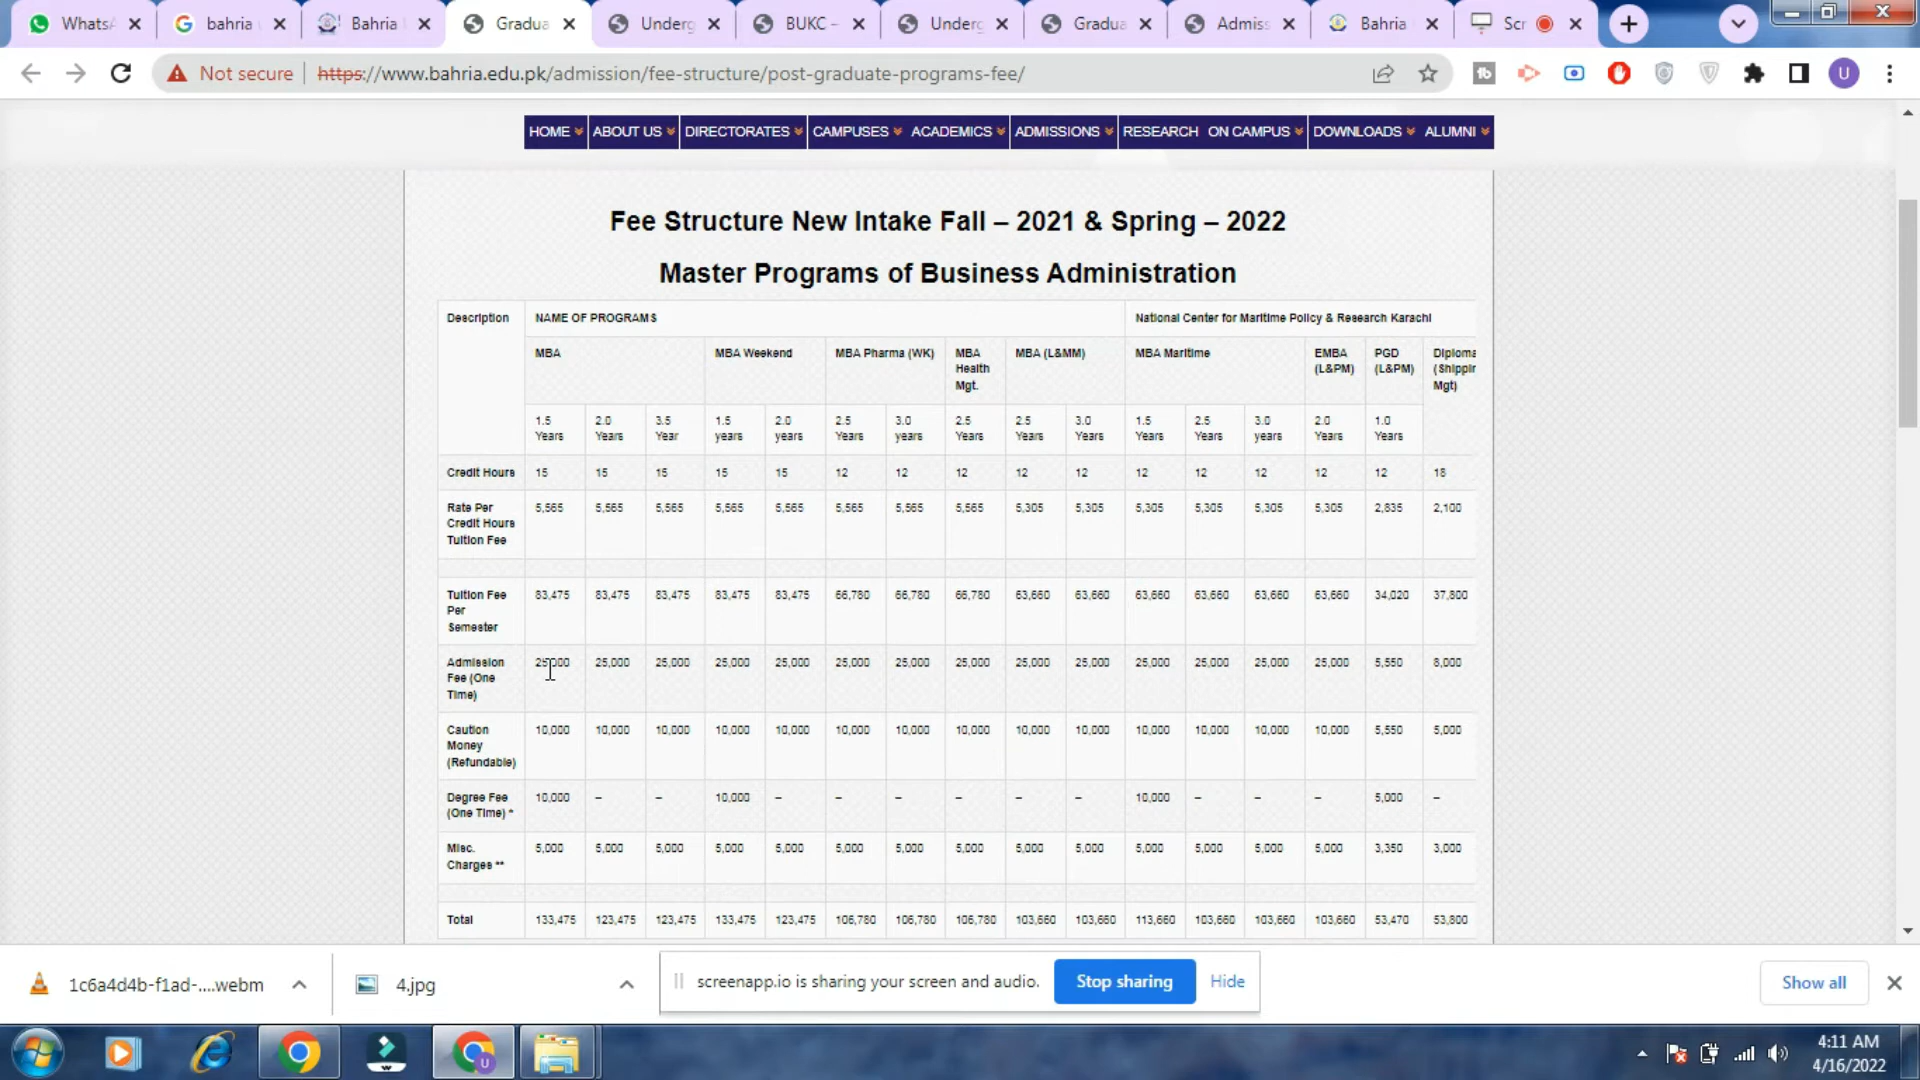 WhatsA
bahria
Bahria
Gradua
Underg
BUKC –
Underg
Gradua
Admiss
Bahria
Scr
Not secure
https://www.bahria.edu.pk/admission/fee-structure/post-graduate-programs-fee/
U
HOME ABOUT US DIRECTORATES CAMPUSES ACADEMICS ADMISSIONS RESEARCH ON CAMPUS DOWNLOADS ALUMNI
Fee Structure New Intake Fall – 2021 & Spring – 2022
Master Programs of Business Administration
Description NAME OF PROGRAMS National Center for Maritime Policy & Research Karachi
MBA MBA Weekend MBA Pharma (WK) MBA Health Mgt. MBA (L&MM) MBA Maritime EMBA (L&PM) PGD (L&PM) Diploma (Shippin Mgt)
1.5 Years 2.0 Years 3.5 Year 1.5 years 2.0 years 2.5 Years 3.0 years 2.5 Years 2.5 Years 3.0 Years 1.5 Years 2.5 Years 3.0 years 2.0 Years 1.0 Years
Credit Hours 15 15 15 15 15 12 12 12 12 12 12 12 12 12 12 18
Rate Per Credit Hours Tuition Fee 5,565 5,565 5,565 5,565 5,565 5,565 5,565 5,565 5,305 5,305 5,305 5,305 5,305 5,305 2,835 2,100
Tuition Fee Per Semester 83,475 83,475 83,475 83,475 83,475 66,780 66,780 66,780 63,660 63,660 63,660 63,660 63,660 63,660 34,020 37,800
Admission Fee (One Time) 25,000 25,000 25,000 25,000 25,000 25,000 25,000 25,000 25,000 25,000 25,000 25,000 25,000 25,000 5,550 8,000
Caution Money (Refundable) 10,000 10,000 10,000 10,000 10,000 10,000 10,000 10,000 10,000 10,000 10,000 10,000 10,000 10,000 5,550 5,000
Degree Fee (One Time) * 10,000 – – 10,000 – – – – – – 10,000 – – – 5,000 –
Misc. Charges ** 5,000 5,000 5,000 5,000 5,000 5,000 5,000 5,000 5,000 5,000 5,000 5,000 5,000 5,000 3,350 3,000
Total 133,475 123,475 123,475 133,475 123,475 106,780 106,780 106,780 103,660 103,660 113,660 103,660 103,660 103,660 53,470 53,800
1c6a4d4b-f1ad-....webm
4.jpg
screenapp.io is sharing your screen and audio.
Stop sharing
Hide
Show all
4:11 AM
4/16/2022